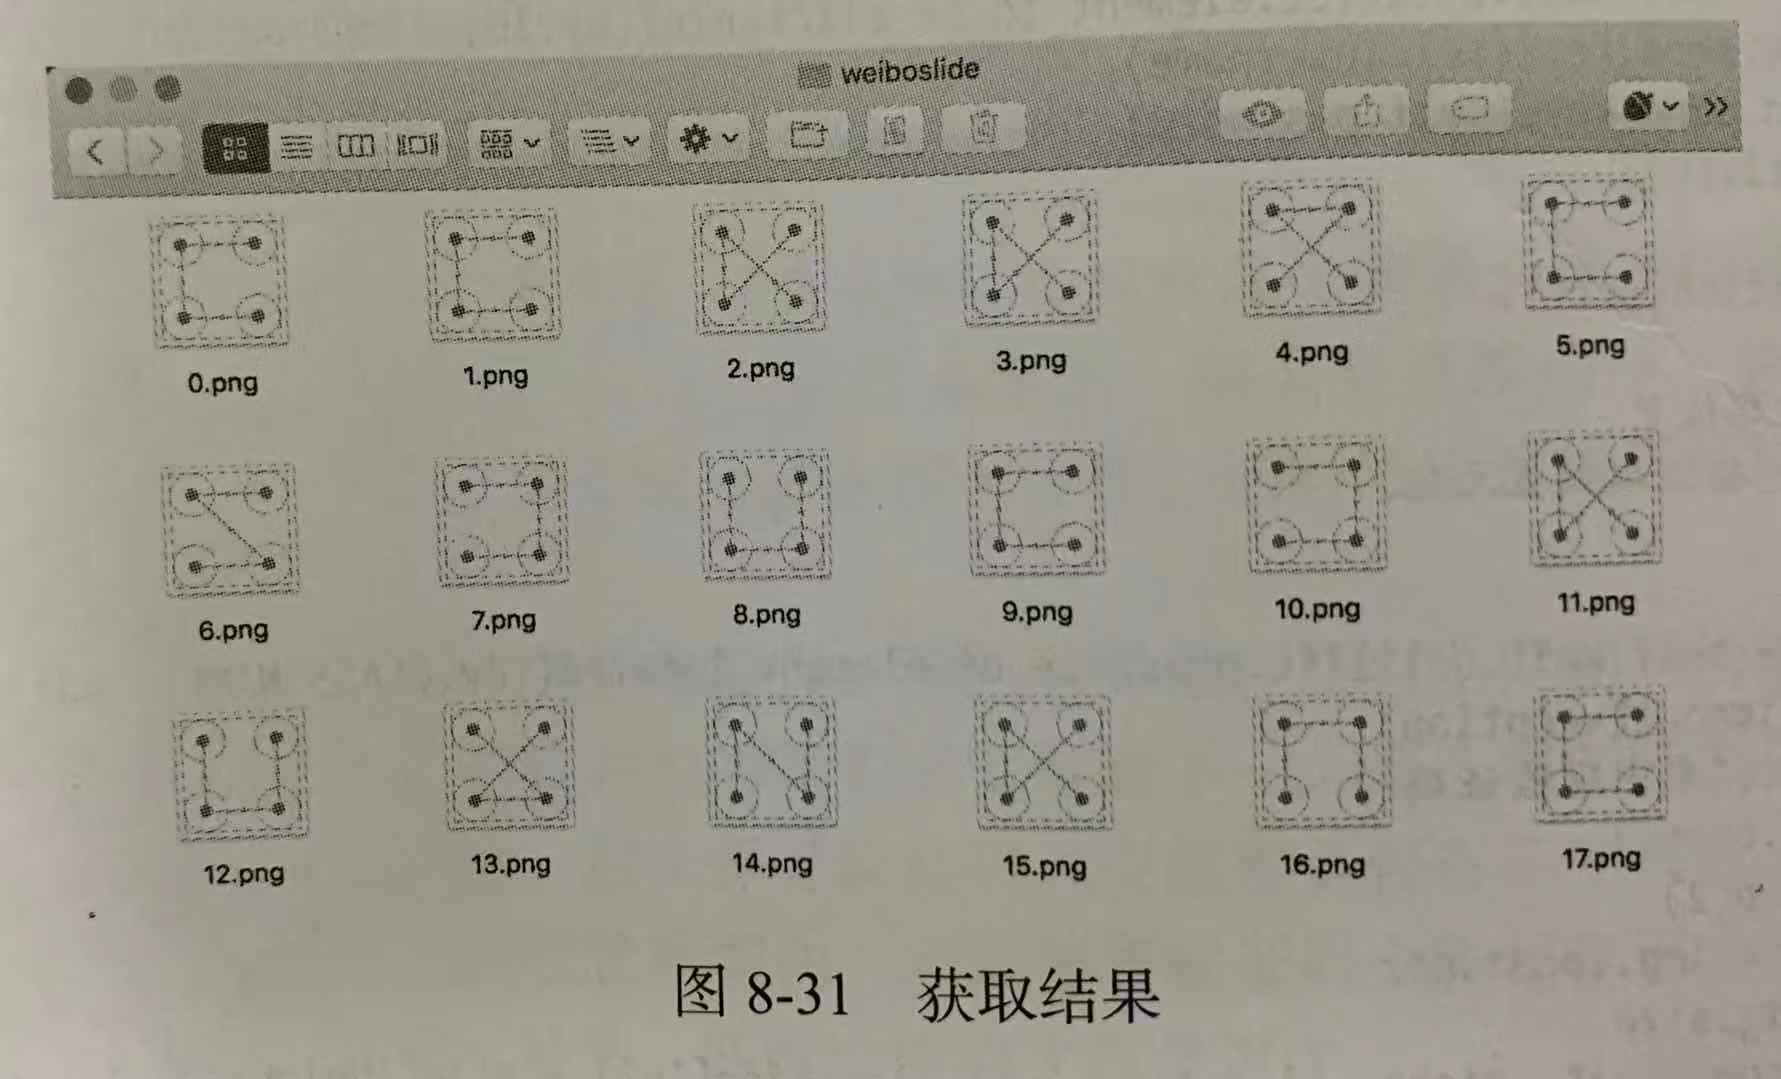 weiboslide
0.png 1.png 2.png 3.png 4.png 5.png
6.png 7.png 8.png 9.png 10.png 11.png
12.png 13.png 14.png 15.png 16.png 17.png
图 8-31 获取结果